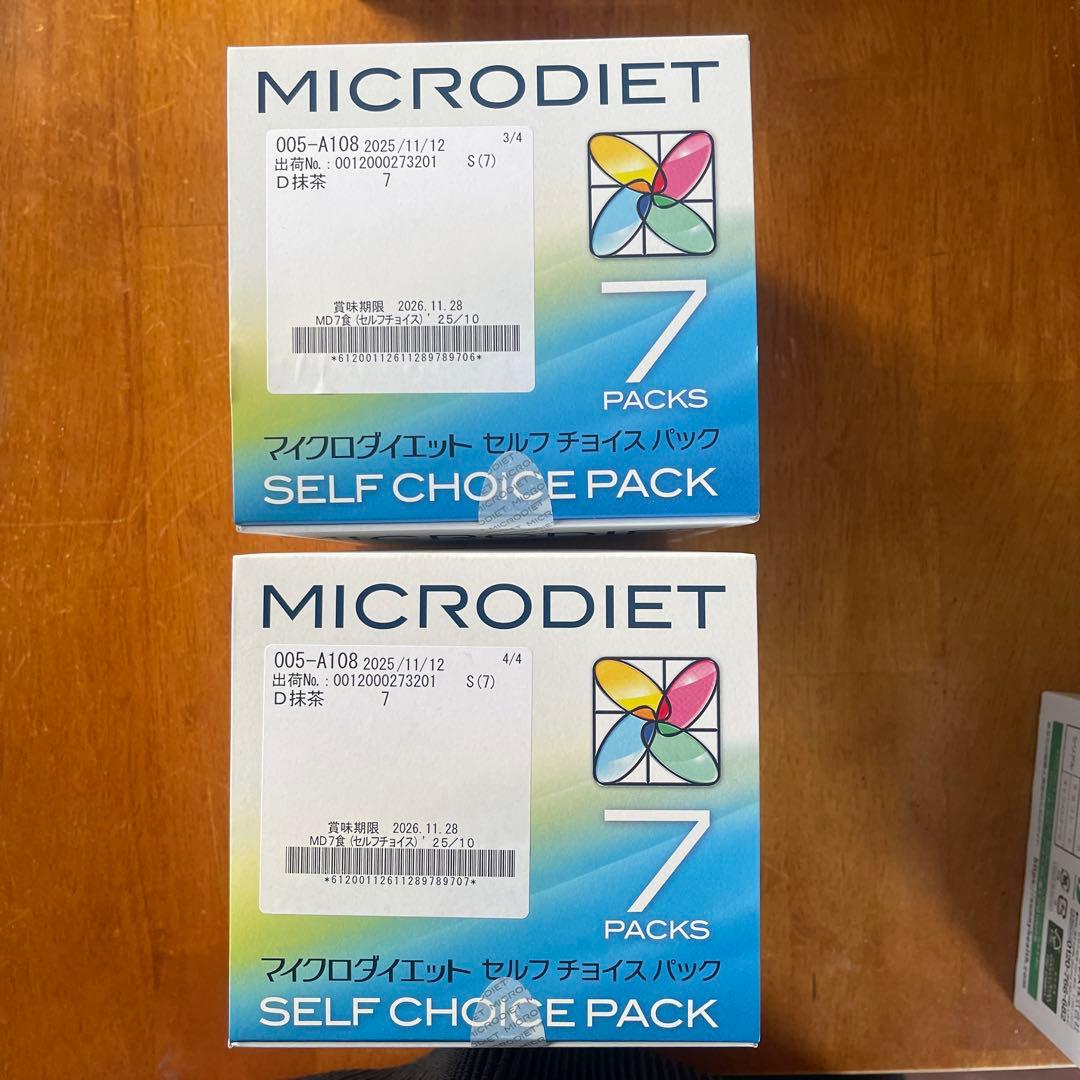 MICRODIET
005-A108 2025/11/12 3/4
出荷No.:0012000273201 S(7)
D抹茶 7
賞味期限 2026.11.28
MD7食(セルフチョイス)'25/10
*61200112611289789706*
7
PACKS
マイクロダイエット セルフ チョイス パック
SELF CHOICE PACK
MICRODIET
MICRODIET
005-A108 2025/11/12 4/4
出荷No.:0012000273201 S(7)
D抹茶 7
賞味期限 2026.11.28
MD7食(セルフチョイス)'25/10
*61200112611289789707*
7
PACKS
マイクロダイエット セルフ チョイス パック
SELF CHOICE PACK
MICRODIET